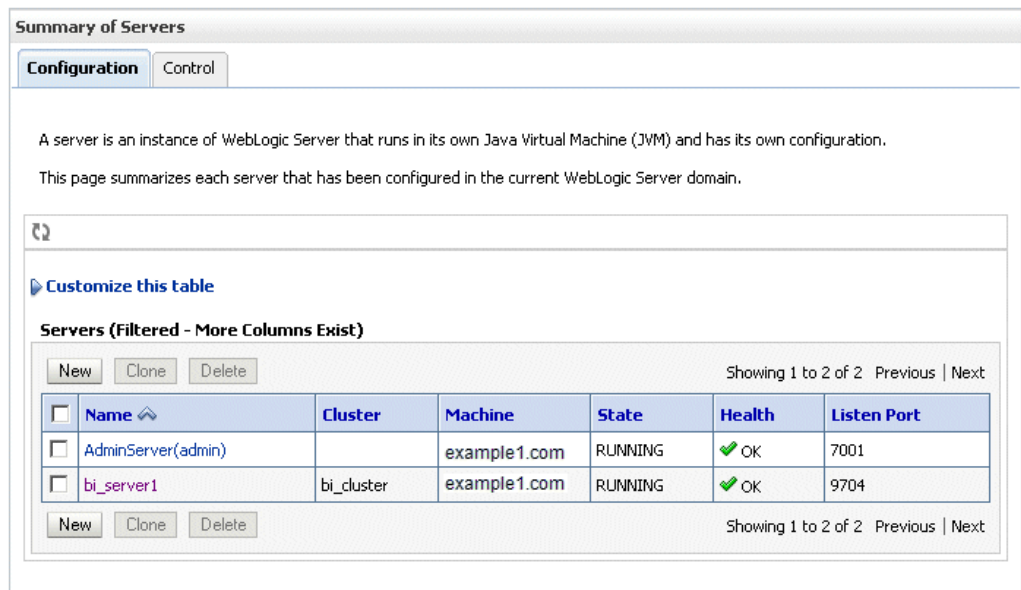 Summary of Servers
Configuration Control
A server is an instance of WebLogic Server that runs in its own Java Virtual Machine (JVM) and has its own configuration.
This page summarizes each server that has been configured in the current WebLogic Server domain.
Customize this table
Servers (Filtered - More Columns Exist)
New Clone Delete Showing 1 to 2 of 2 Previous | Next
Name Cluster Machine State Health Listen Port
AdminServer(admin) example1.com RUNNING OK 7001
bi_server1 bi_cluster example1.com RUNNING OK 9704
New Clone Delete Showing 1 to 2 of 2 Previous | Next